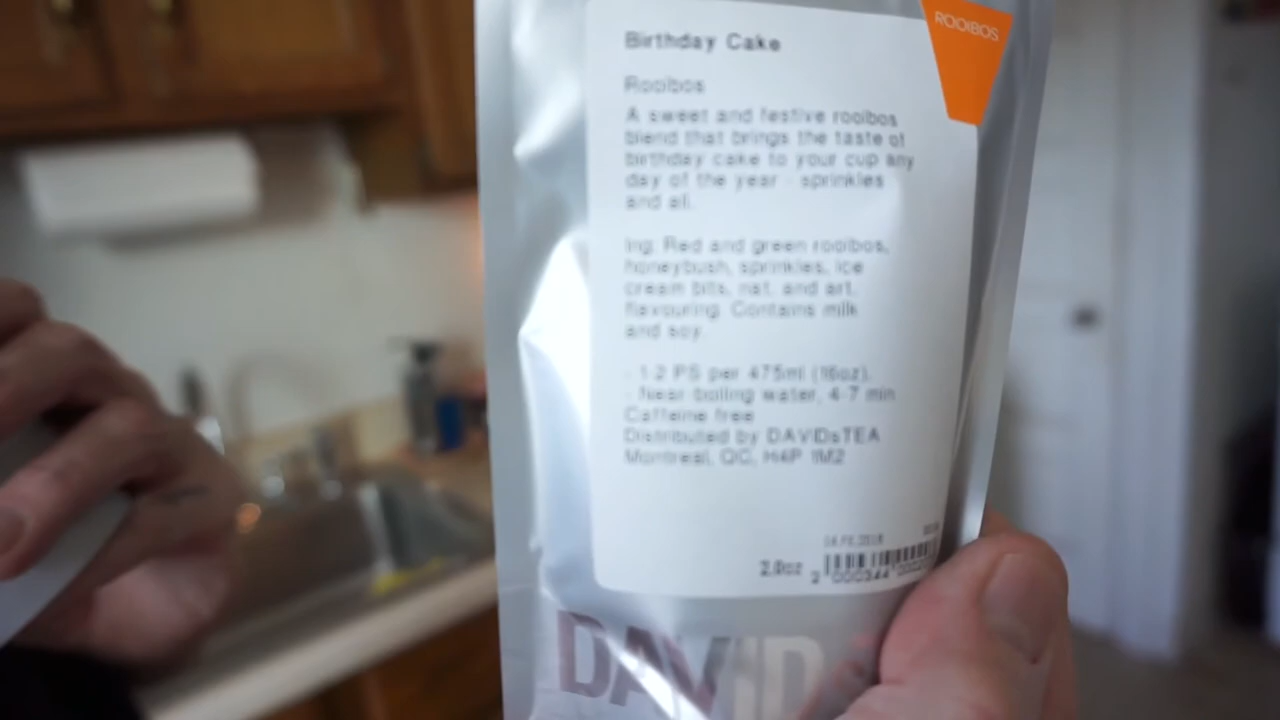 ROOIBOS
Birthday Cake
Rooibos
A sweet and festive rooibos
blend that brings the taste of
birthday cake to your cup any
day of the year - sprinkles
and all.
Ing: Red and green rooibos,
honeybush, sprinkles, ice
cream bits, nat. and art.
flavouring. Contains milk
and soy.
- 1.2 PS per 475ml (16oz).
- Near boiling water, 4-7 min
Caffeine free
Distributed by DAVIDsTEA
Montreal, QC, H4P 1M2
2.0oz
DAVID